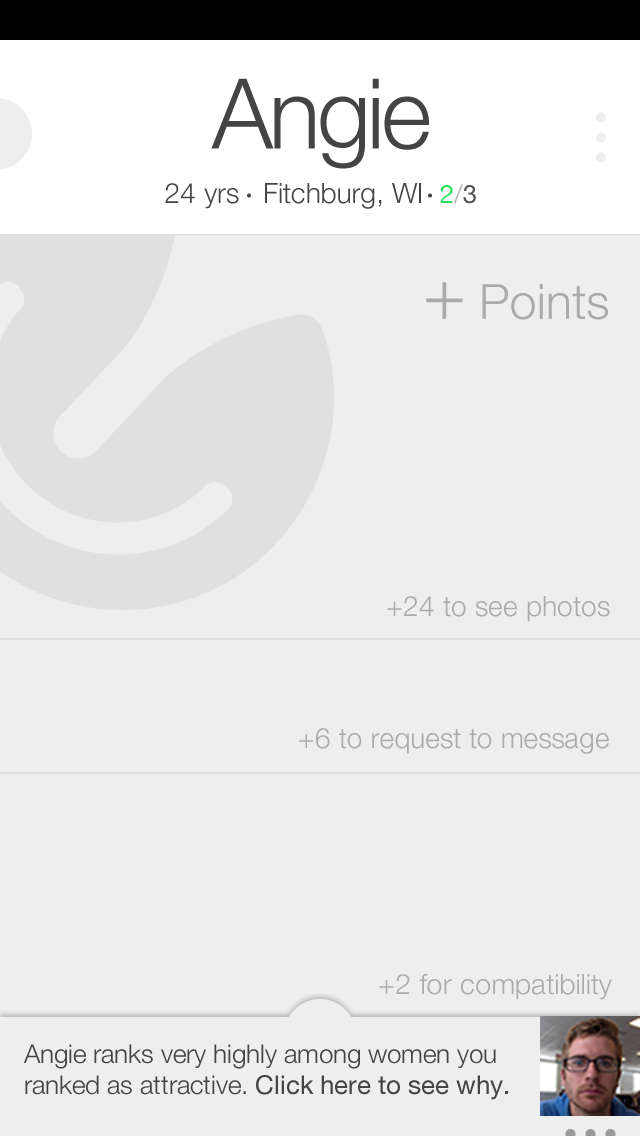 Angie
24 yrs · Fitchburg, WI · 2/3
+ Points
+24 to see photos
+6 to request to message
+2 for compatibility
Angie ranks very highly among women you
ranked as attractive. Click here to see why.